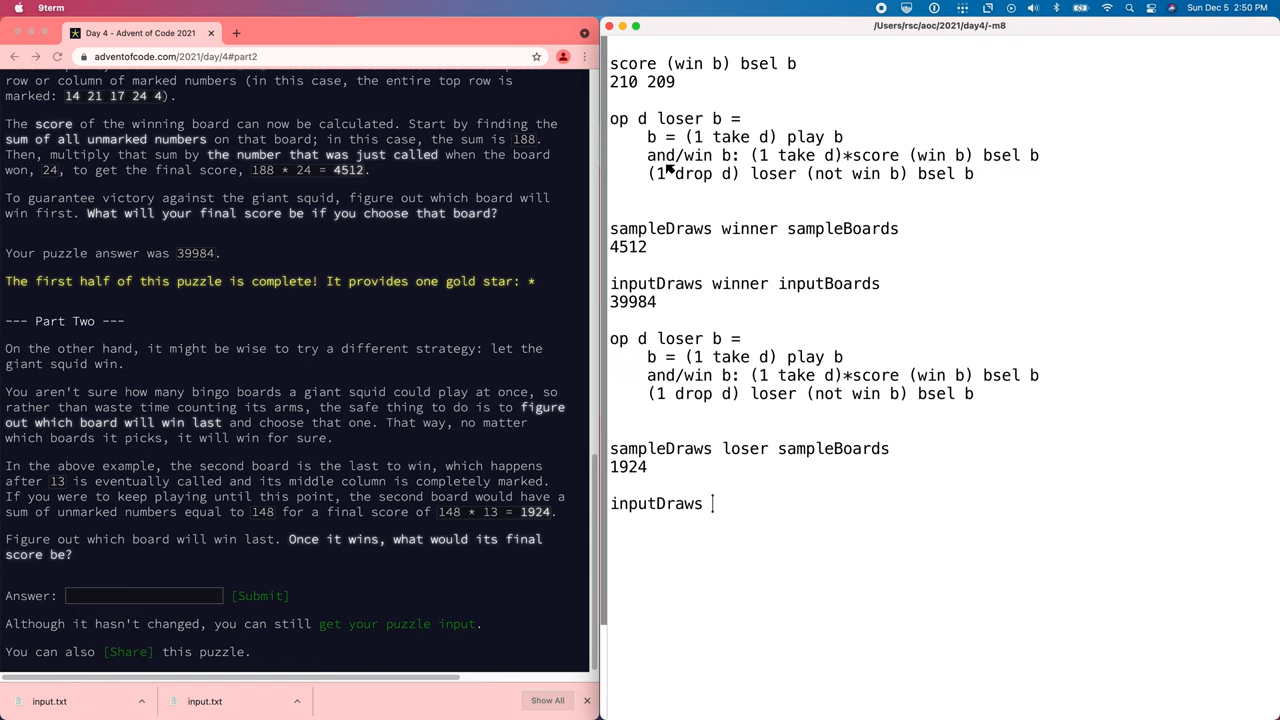 9term
Sun Dec 5 2:50 PM
Day 4 - Advent of Code 2021
/Users/rsc/aoc/2021/day4/-m8
adventofcode.com/2021/day/4#part2
row or column of marked numbers (in this case, the entire top row is
marked: 14 21 17 24 4).
The score of the winning board can now be calculated. Start by finding the
sum of all unmarked numbers on that board; in this case, the sum is 188.
Then, multiply that sum by the number that was just called when the board
won, 24, to get the final score, 188 * 24 = 4512.
To guarantee victory against the giant squid, figure out which board will
win first. What will your final score be if you choose that board?
Your puzzle answer was 39984.
The first half of this puzzle is complete! It provides one gold star: *
--- Part Two ---
On the other hand, it might be wise to try a different strategy: let the
giant squid win.
You aren't sure how many bingo boards a giant squid could play at once, so
rather than waste time counting its arms, the safe thing to do is to figure
out which board will win last and choose that one. That way, no matter
which boards it picks, it will win for sure.
In the above example, the second board is the last to win, which happens
after 13 is eventually called and its middle column is completely marked.
If you were to keep playing until this point, the second board would have a
sum of unmarked numbers equal to 148 for a final score of 148 * 13 = 1924.
Figure out which board will win last. Once it wins, what would its final
score be?
Answer: [Submit]
Although it hasn't changed, you can still get your puzzle input.
You can also [Share] this puzzle.
input.txt
input.txt
Show All
score (win b) bsel b
210 209
op d loser b =
b = (1 take d) play b
and/win b: (1 take d)*score (win b) bsel b
(1 drop d) loser (not win b) bsel b
sampleDraws winner sampleBoards
4512
inputDraws winner inputBoards
39984
op d loser b =
b = (1 take d) play b
and/win b: (1 take d)*score (win b) bsel b
(1 drop d) loser (not win b) bsel b
sampleDraws loser sampleBoards
1924
inputDraws